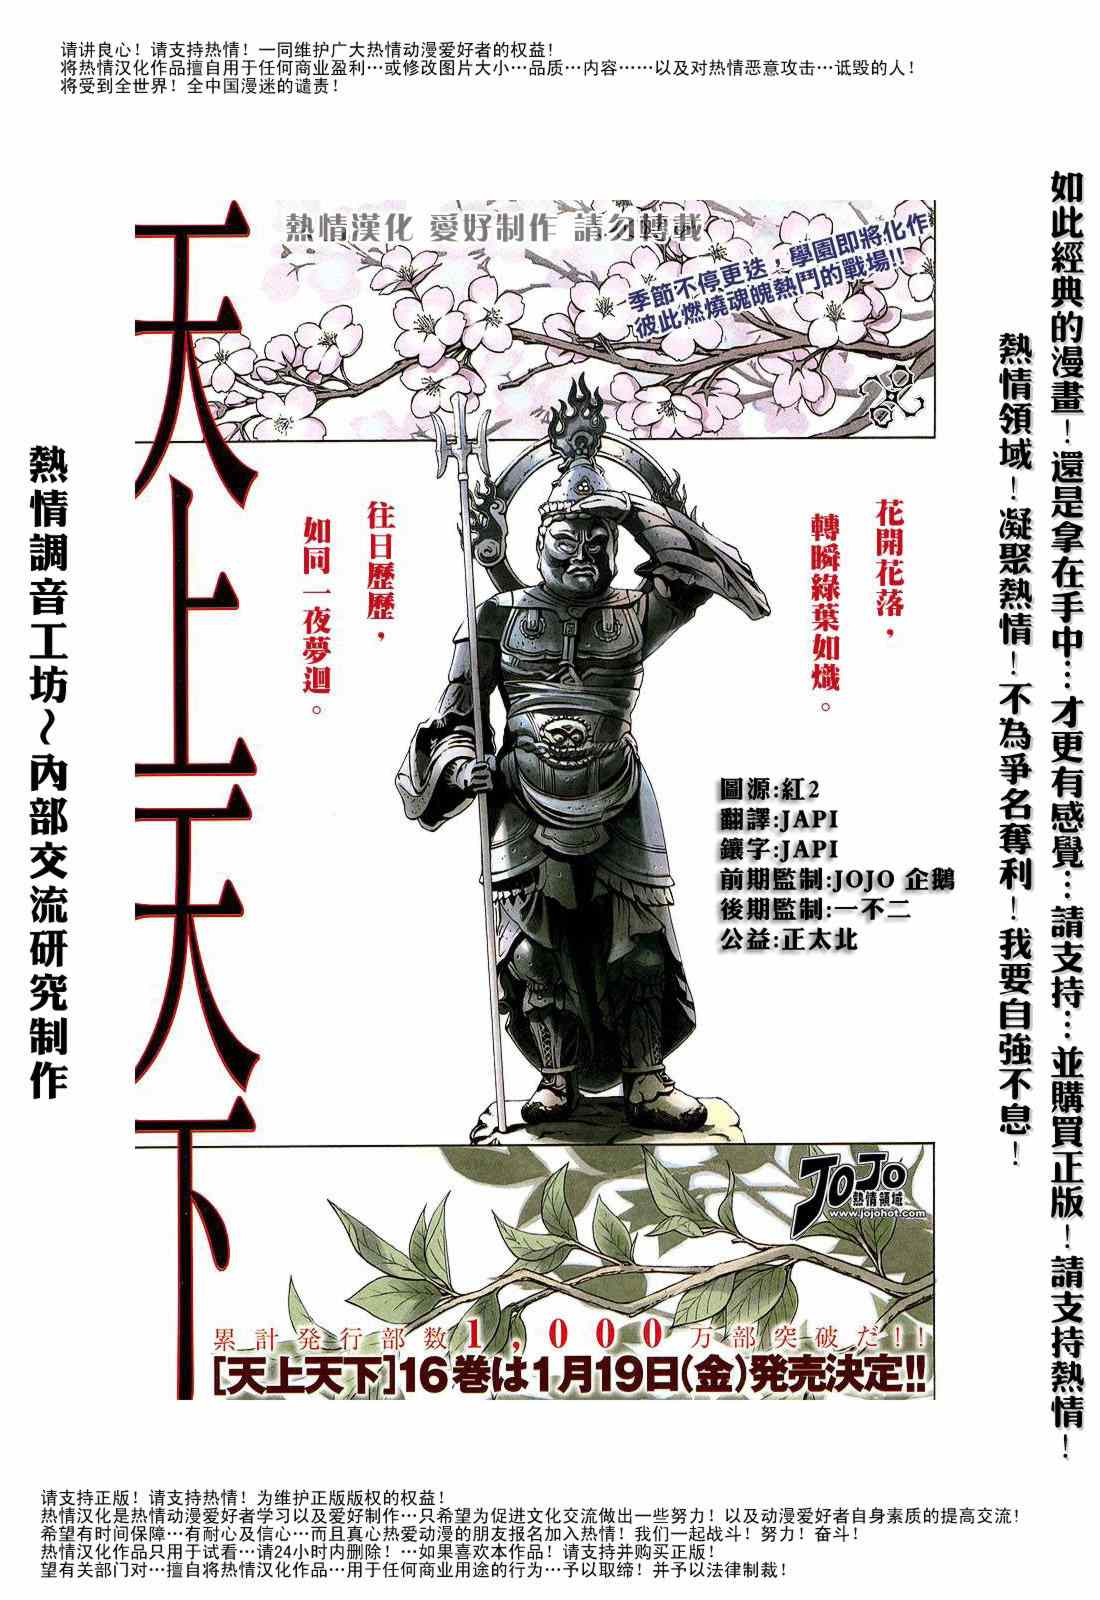 请讲良心！请支持热情！一同维护广大热情动漫爱好者的权益！
将热情汉化作品擅自用于任何商业盈利…或修改图片大小…品质…内容……以及对热情恶意攻击…诋毁的人！
将受到全世界！全中国漫迷的谴责！
如此經典的漫畫！還是拿在手中…才更有感覺…請支持…並購買正版！請支持熱情！
熱情領域！凝聚熱情！不為爭名奪利！我要自強不息！
熱情漢化 愛好制作 請勿轉載
季節不停更迭，學園即將化作
彼此燃燒魂魄熱鬥的戰場!!
天上天下
花開花落，
轉瞬綠葉如熾。
往日歷歷，
如同一夜夢迴。
圖源:紅2
翻譯:JAPI
鑲字:JAPI
前期監制:JOJO 企鵝
後期監制:一不二
公益:正太北
熱情調音工坊~內部交流研究制作
JOJO
熱情領域
www.jojohot.com
累計発行部数1,000万部突破だ!!
[天上天下]16巻は1月19日(金)発売決定!!
请支持正版！请支持热情！为维护正版版权的权益！
热情汉化是热情动漫爱好者学习以及爱好制作…只希望为促进文化交流做出一些努力！以及动漫爱好者自身素质的提高交流！
希望有时间保障…有耐心及信心…而且真心热爱动漫的朋友报名加入热情！我们一起战斗！努力！奋斗！
热情汉化作品只用于试看…请24小时内删除！…如果喜欢本作品！请支持并购买正版！
望有关部门对…擅自将热情汉化作品…用于任何商业用途的行为…予以取缔！并予以法律制裁！